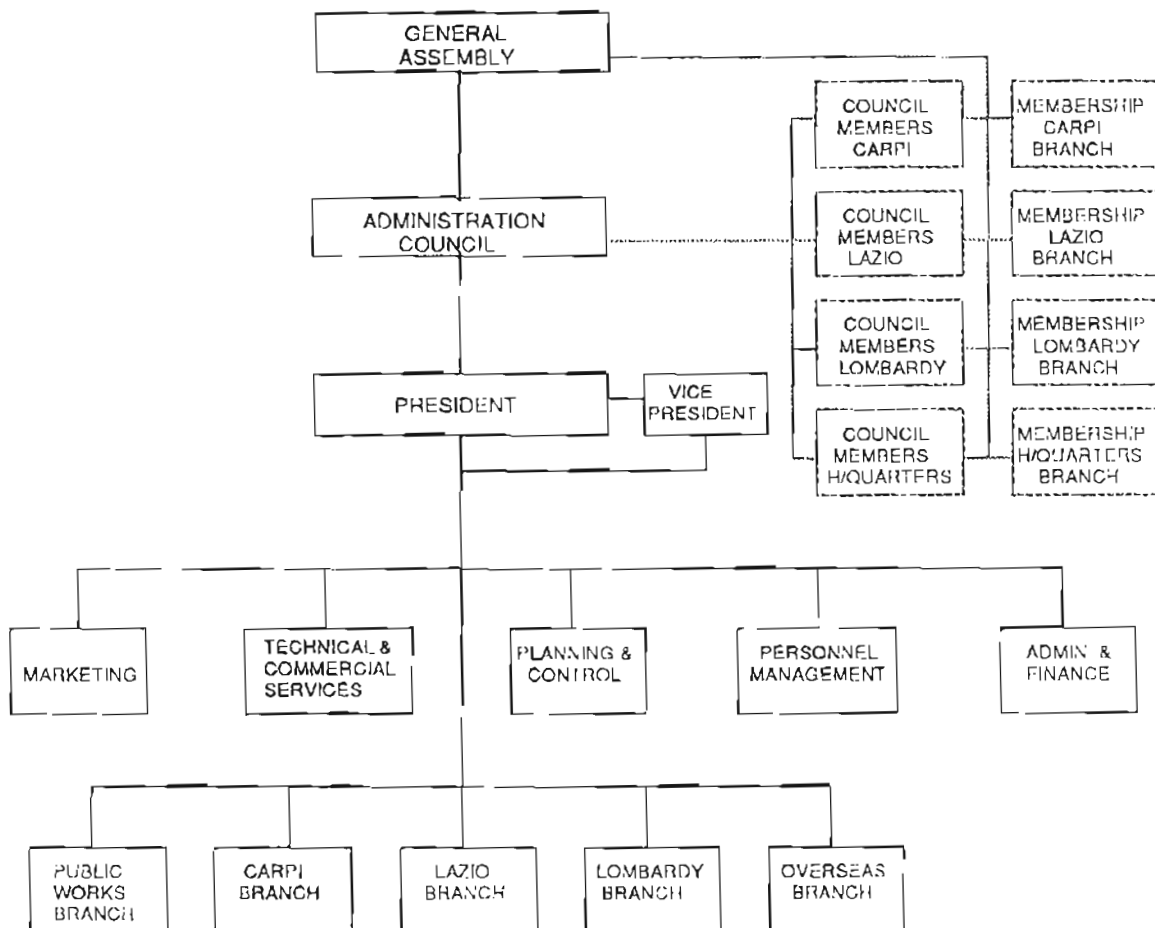 GENERAL
ASSEMBLY
COUNCIL
MEMBERS
CARPI
MEMBERSHIP
CARPI
BRANCH
ADMINISTRATION
COUNCIL
COUNCIL
MEMBERS
LAZIO
MEMBERSHIP
LAZIO
BRANCH
COUNCIL
MEMBERS
LOMBARDY
MEMBERSHIP
LOMBARDY
BRANCH
PRESIDENT
VICE
PRESIDENT
COUNCIL
MEMBERS
H/QUARTERS
MEMBERSHIP
H/QUARTERS
BRANCH
MARKETING
TECHNICAL &
COMMERCIAL
SERVICES
PLANNING &
CONTROL
PERSONNEL
MANAGEMENT
ADMIN &
FINANCE
PUBLIC
WORKS
BRANCH
CARPI
BRANCH
LAZIO
BRANCH
LOMBARDY
BRANCH
OVERSEAS
BRANCH